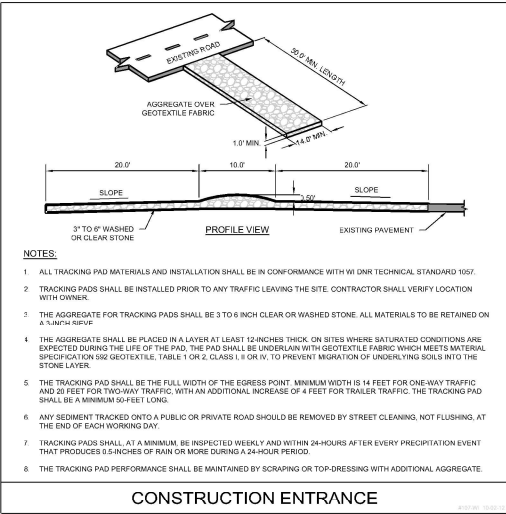 EXISTING ROAD
50.0' MIN. LENGTH
AGGREGATE OVER
GEOTEXTILE FABRIC
1.0' MIN.
14.0' MIN.
20.0'
10.0'
20.0'
SLOPE
SLOPE
.50'
3" TO 6" WASHED
OR CLEAR STONE
PROFILE VIEW
EXISTING PAVEMENT
NOTES:
1. ALL TRACKING PAD MATERIALS AND INSTALLATION SHALL BE IN CONFORMANCE WITH WI DNR TECHNICAL STANDARD 1057.
2. TRACKING PADS SHALL BE INSTALLED PRIOR TO ANY TRAFFIC LEAVING THE SITE. CONTRACTOR SHALL VERIFY LOCATION
WITH OWNER.
3. THE AGGREGATE FOR TRACKING PADS SHALL BE 3 TO 6 INCH CLEAR OR WASHED STONE. ALL MATERIALS TO BE RETAINED ON
A 3-INCH SIEVE.
4 THE AGGREGATE SHALL BE PLACED IN A LAYER AT LEAST 12-INCHES THICK. ON SITES WHERE SATURATED CONDITIONS ARE
EXPECTED DURING THE LIFE OF THE PAD, THE PAD SHALL BE UNDERLAIN WITH GEOTEXTILE FABRIC WHICH MEETS MATERIAL
SPECIFICATION 592 GEOTEXTILE, TABLE 1 OR 2, CLASS I, II OR IV, TO PREVENT MIGRATION OF UNDERLYING SOILS INTO THE
STONE LAYER.
5. THE TRACKING PAD SHALL BE THE FULL WIDTH OF THE EGRESS POINT. MINIMUM WIDTH IS 14 FEET FOR ONE-WAY TRAFFIC
AND 20 FEET FOR TWO-WAY TRAFFIC, WITH AN ADDITIONAL INCREASE OF 4 FEET FOR TRAILER TRAFFIC. THE TRACKING PAD
SHALL BE A MINIMUM 50-FEET LONG.
6. ANY SEDIMENT TRACKED ONTO A PUBLIC OR PRIVATE ROAD SHOULD BE REMOVED BY STREET CLEANING, NOT FLUSHING, AT
THE END OF EACH WORKING DAY.
7. TRACKING PADS SHALL, AT A MINIMUM, BE INSPECTED WEEKLY AND WITHIN 24-HOURS AFTER EVERY PRECIPITATION EVENT
THAT PRODUCES 0.5-INCHES OF RAIN OR MORE DURING A 24-HOUR PERIOD.
8. THE TRACKING PAD PERFORMANCE SHALL BE MAINTAINED BY SCRAPING OR TOP-DRESSING WITH ADDITIONAL AGGREGATE.
CONSTRUCTION ENTRANCE